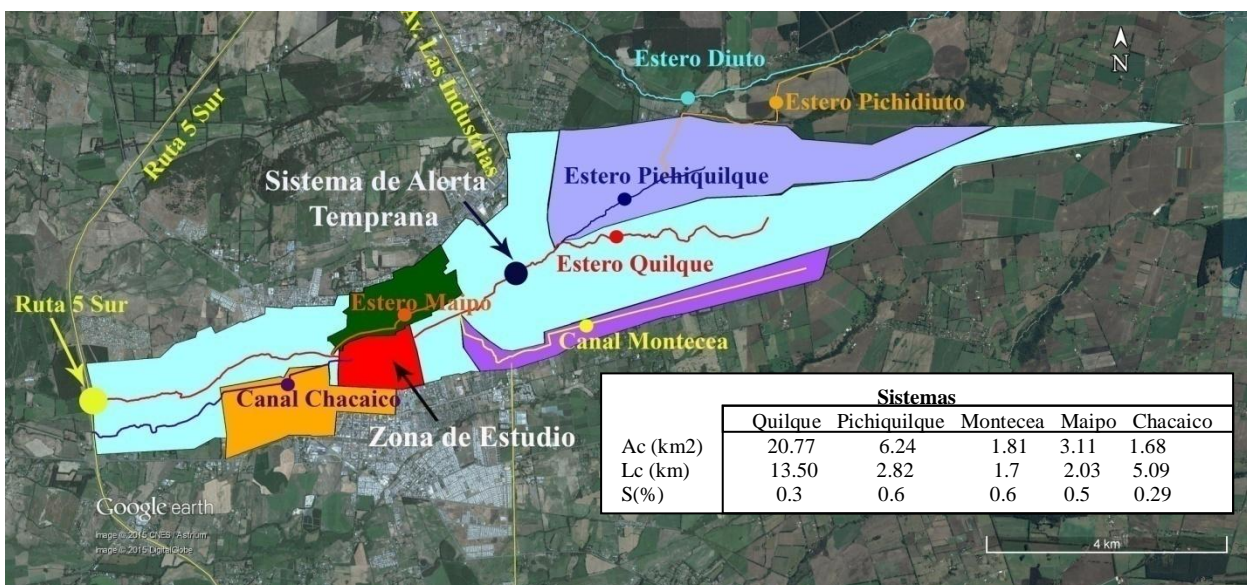 Ruta 5 Sur
Av. Las Industrias
Estero Diuto
N
Estero Pichidiuto
Sistema de Alerta
Temprana
Estero Pichiquilque
Estero Quilque
Ruta 5 Sur
Estero Maipo
Canal Montecea
Canal Chacaico
Zona de Estudio
Sistemas
Quilque Pichiquilque Montecea Maipo Chacaico
Ac (km2) 20.77 6.24 1.81 3.11 1.68
Lc (km) 13.50 2.82 1.7 2.03 5.09
S(%) 0.3 0.6 0.6 0.5 0.29
Google earth
Image © 2015 CNES / Astrium
Image © 2015 DigitalGlobe
4 km